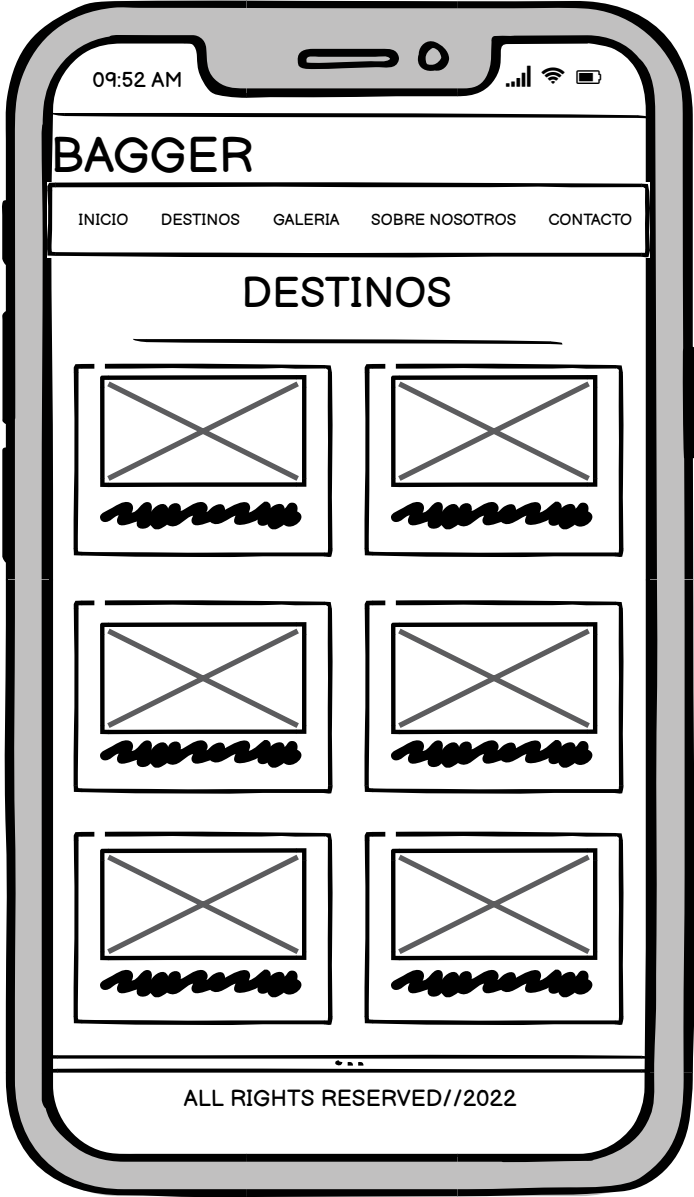 09:52 AM
BAGGER
INICIO DESTINOS GALERIA SOBRE NOSOTROS CONTACTO
DESTINOS
ALL RIGHTS RESERVED//2022